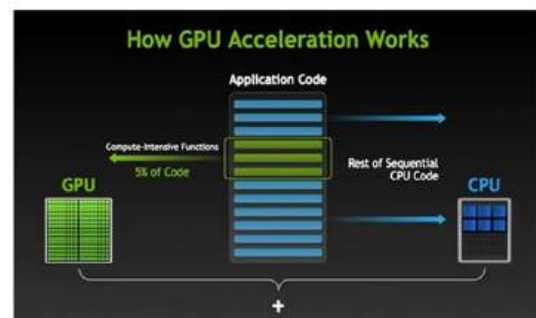 How GPU Acceleration Works
Application Code
Compute-Intensive Functions
5% of Code
Rest of Sequential
CPU Code
GPU
CPU
+